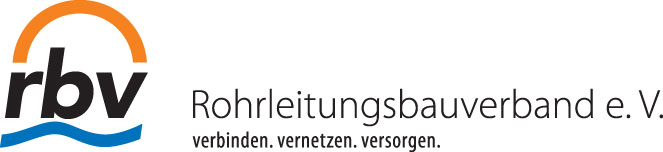 rbv
Rohrleitungsbauverband e. V.
verbinden. vernetzen. versorgen.